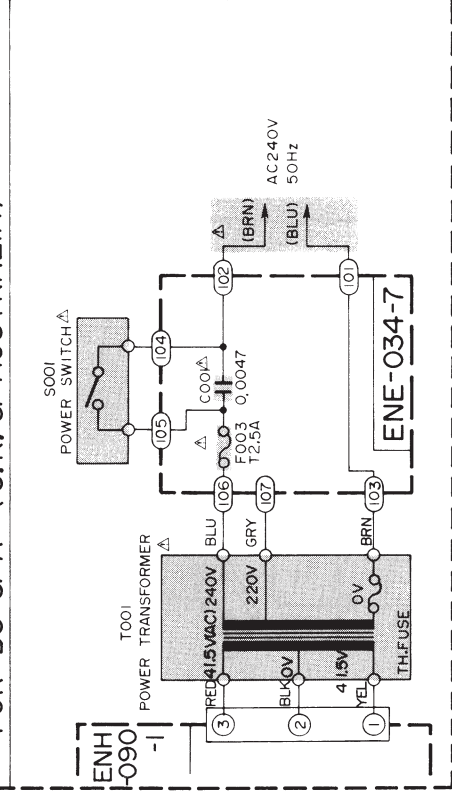 S001
POWER SWITCH
104
105
102
101
(BRN)
(BLU)
AC240V
50Hz
C001
0.0047
F003
T2.5A
ENE-034-7
106
107
103
BLU
GRY
BRN
T001
POWER TRANSFORMER
41.5V(AC)
240V
220V
0V
0V
41.5V
TH.FUSE
RED
BLK
YEL
3
2
1
ENH
-090
-1